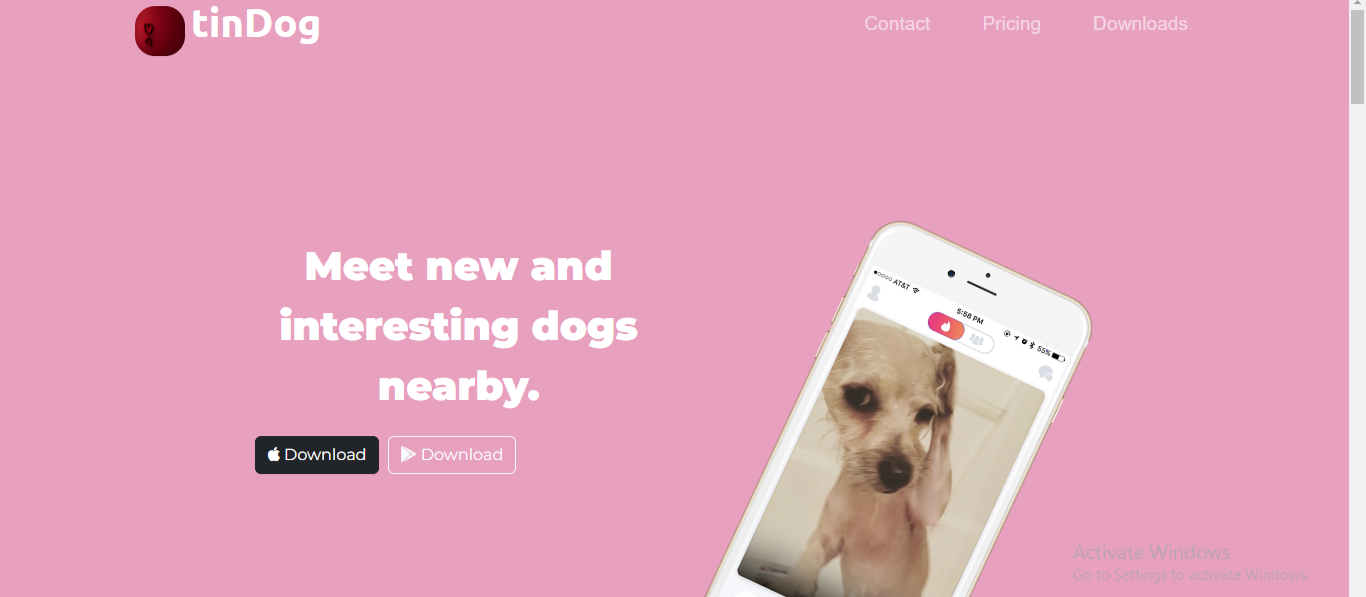 tinDog
Contact
Pricing
Downloads
Meet new and
interesting dogs
nearby.
Download
Download
AT&T
5:58 PM
55%
Activate Windows
Go to Settings to activate Windows.